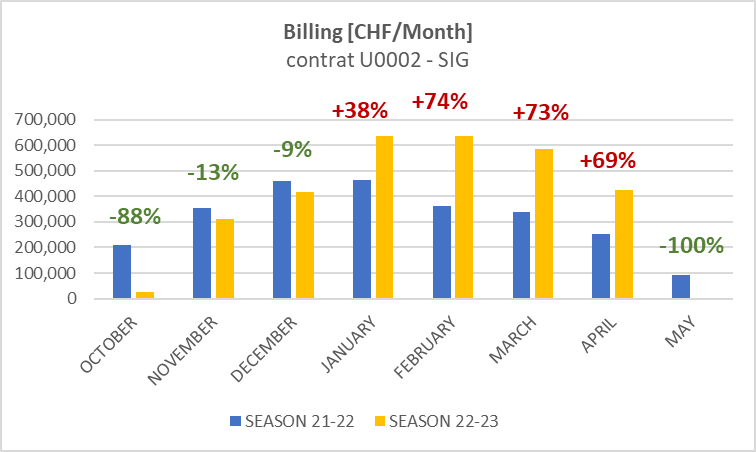 Billing [CHF/Month]
contrat U0002 - SIG
+38%
+74%
+73%
+69%
-9%
-13%
-88%
-100%
700,000
600,000
500,000
400,000
300,000
200,000
100,000
0
OCTOBER
NOVEMBER
DECEMBER
JANUARY
FEBRUARY
MARCH
APRIL
MAY
SEASON 21-22
SEASON 22-23